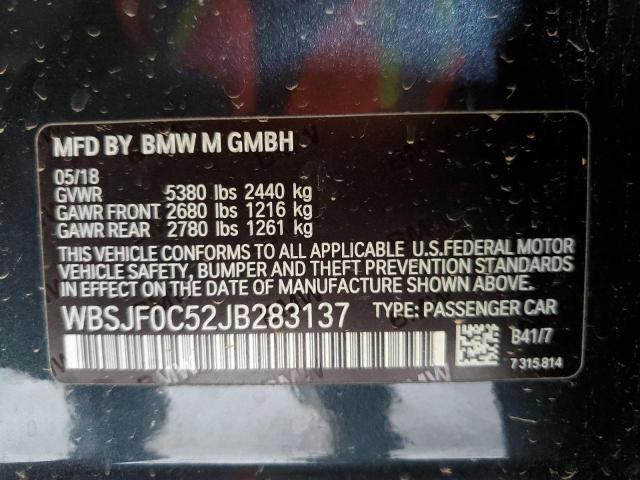 MFD BY BMW M GMBH
05/18
GVWR 5380 lbs 2440 kg
GAWR FRONT 2680 lbs 1216 kg
GAWR REAR 2780 lbs 1261 kg
THIS VEHICLE CONFORMS TO ALL APPLICABLE U.S.FEDERAL MOTOR
VEHICLE SAFETY, BUMPER AND THEFT PREVENTION STANDARDS
IN EFFECT ON THE DATE OF MANUFACTURE SHOWN ABOVE.
WBSJF0C52JB283137 TYPE: PASSENGER CAR
B41/7
7 315 814